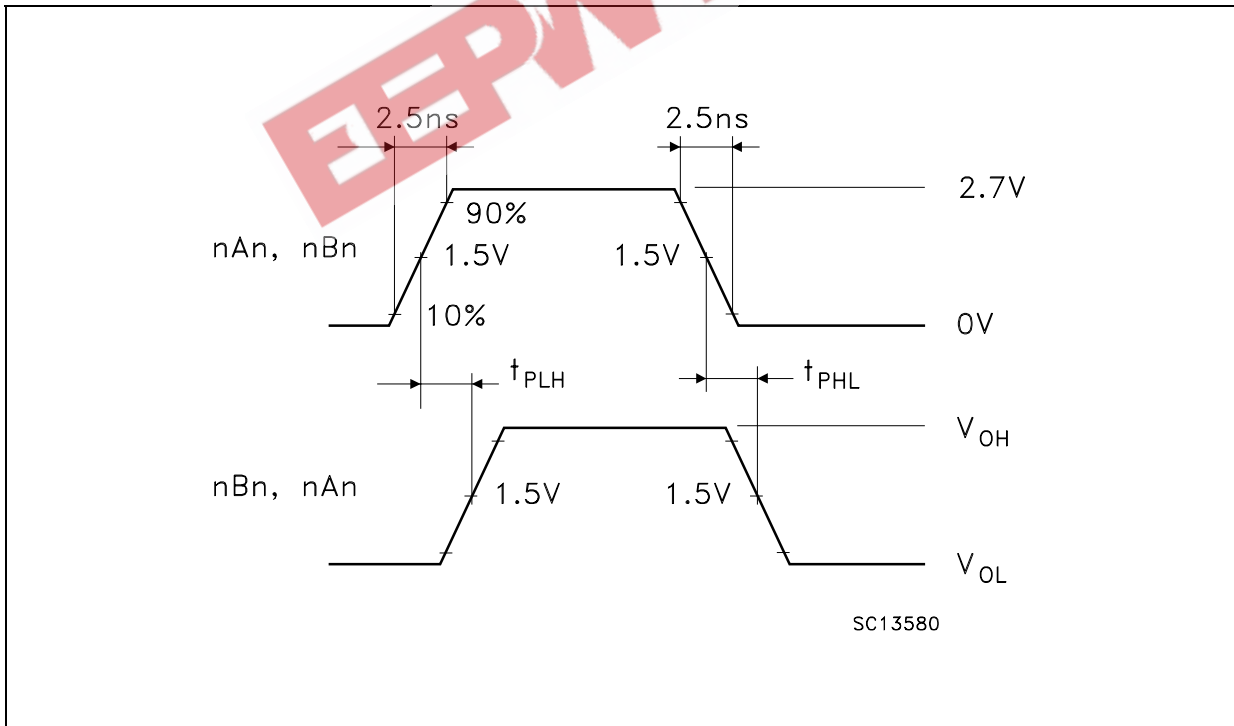 EEPW
2.5ns 2.5ns
2.7V
90%
nAn, nBn 1.5V 1.5V
10% 0V
tPLH tPHL
VOH
nBn, nAn 1.5V 1.5V
VOL
SC13580